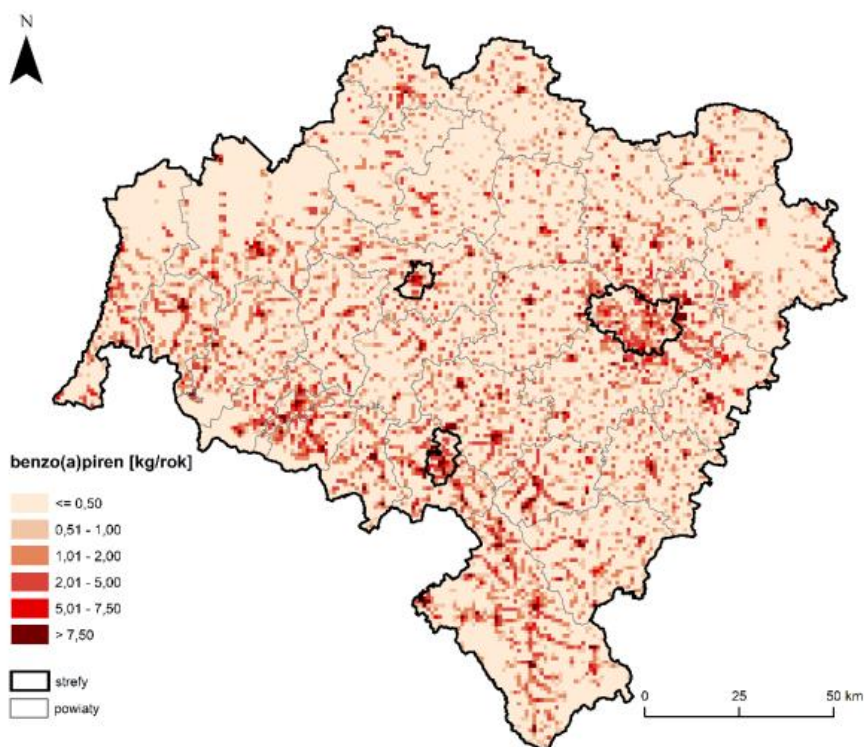 N
benzo(a)piren [kg/rok]
<= 0,50
0,51 - 1,00
1,01 - 2,00
2,01 - 5,00
5,01 - 7,50
> 7,50
strefy
powiaty
0 25 50 km